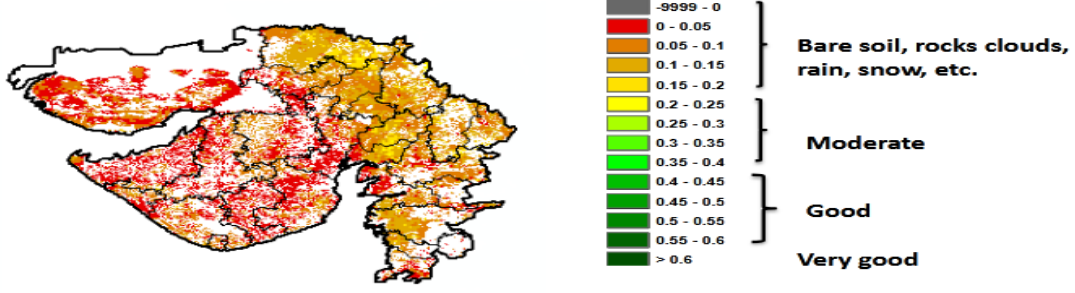 -9999 - 0
0 - 0.05
0.05 - 0.1
0.1 - 0.15
0.15 - 0.2
0.2 - 0.25
0.25 - 0.3
0.3 - 0.35
0.35 - 0.4
0.4 - 0.45
0.45 - 0.5
0.5 - 0.55
0.55 - 0.6
> 0.6
Bare soil, rocks clouds,
rain, snow, etc.
Moderate
Good
Very good